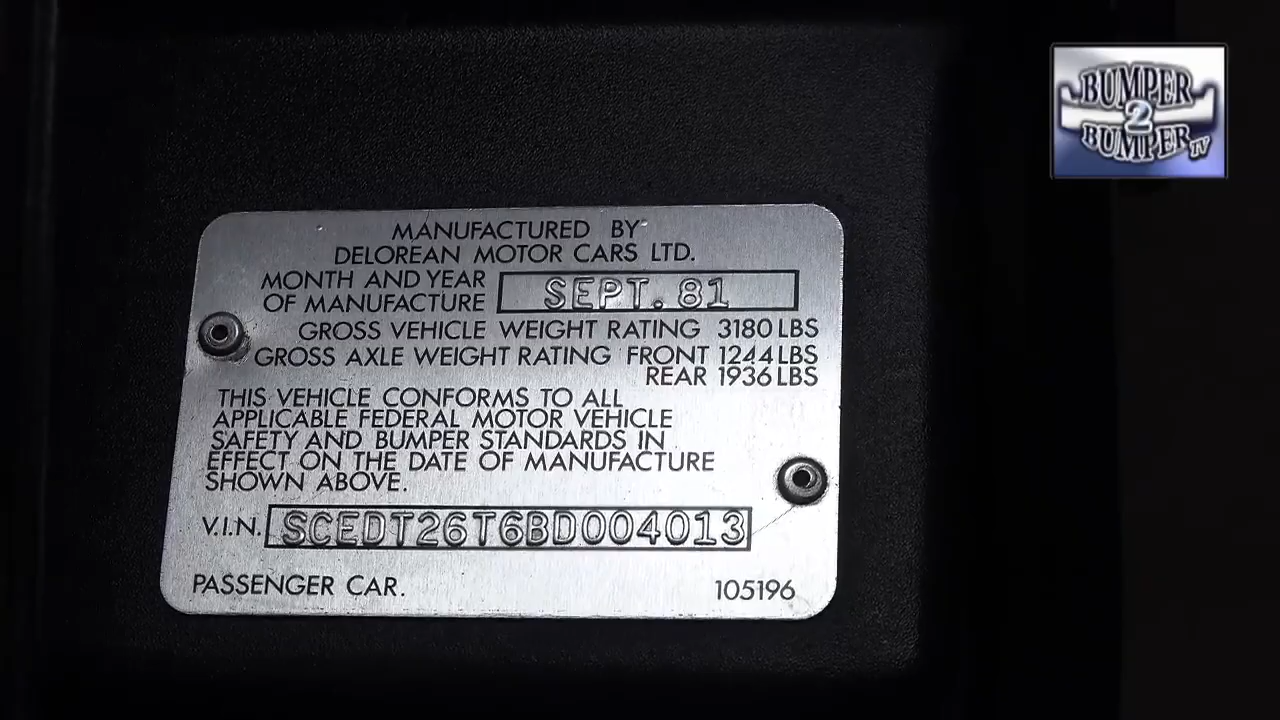 BUMPER
2
BUMPER TV
MANUFACTURED BY
DELOREAN MOTOR CARS LTD.
MONTH AND YEAR
OF MANUFACTURE SEPT. 81
GROSS VEHICLE WEIGHT RATING 3180 LBS
GROSS AXLE WEIGHT RATING FRONT 1244 LBS
REAR 1936 LBS
THIS VEHICLE CONFORMS TO ALL
APPLICABLE FEDERAL MOTOR VEHICLE
SAFETY AND BUMPER STANDARDS IN
EFFECT ON THE DATE OF MANUFACTURE
SHOWN ABOVE.
V.I.N. SCEDT26T6BD004013
PASSENGER CAR. 105196